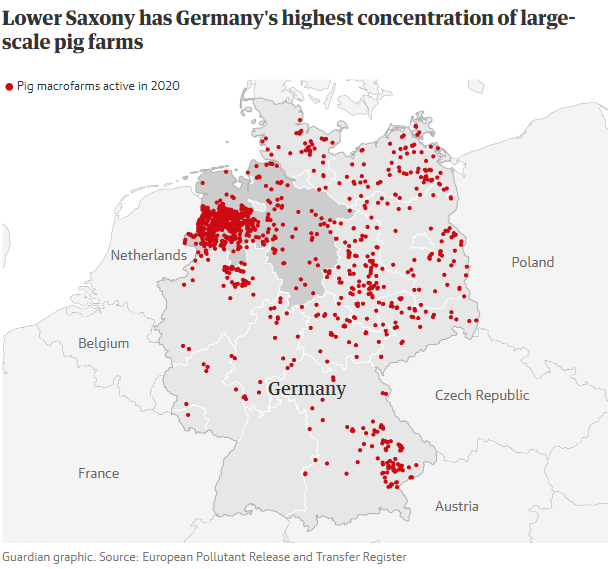 Lower Saxony has Germany's highest concentration of large-
scale pig farms
Pig macrofarms active in 2020
Netherlands
Poland
Belgium
Germany
Czech Republic
France
Austria
Guardian graphic. Source: European Pollutant Release and Transfer Register